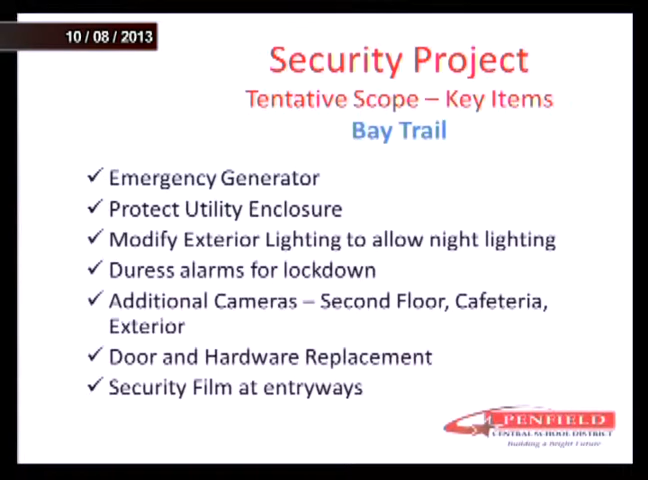 10 / 08 / 2013
Security Project
Tentative Scope – Key Items
Bay Trail
✓ Emergency Generator
✓ Protect Utility Enclosure
✓ Modify Exterior Lighting to allow night lighting
✓ Duress alarms for lockdown
✓ Additional Cameras – Second Floor, Cafeteria,
Exterior
✓ Door and Hardware Replacement
✓ Security Film at entryways
PENFIELD
CENTRAL SCHOOL DISTRICT
Building a Bright Future